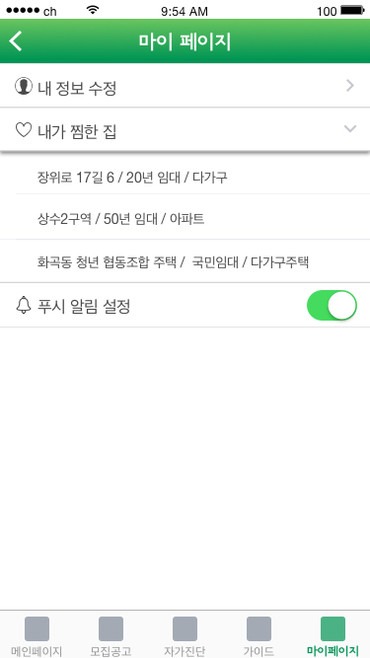 ch 9:54 AM 100
마이 페이지
내 정보 수정
내가 찜한 집
장위로 17길 6 / 20년 임대 / 다가구
상수2구역 / 50년 임대 / 아파트
화곡동 청년 협동조합 주택 / 국민임대 / 다가구주택
푸시 알림 설정
메인페이지 모집공고 자가진단 가이드 마이페이지